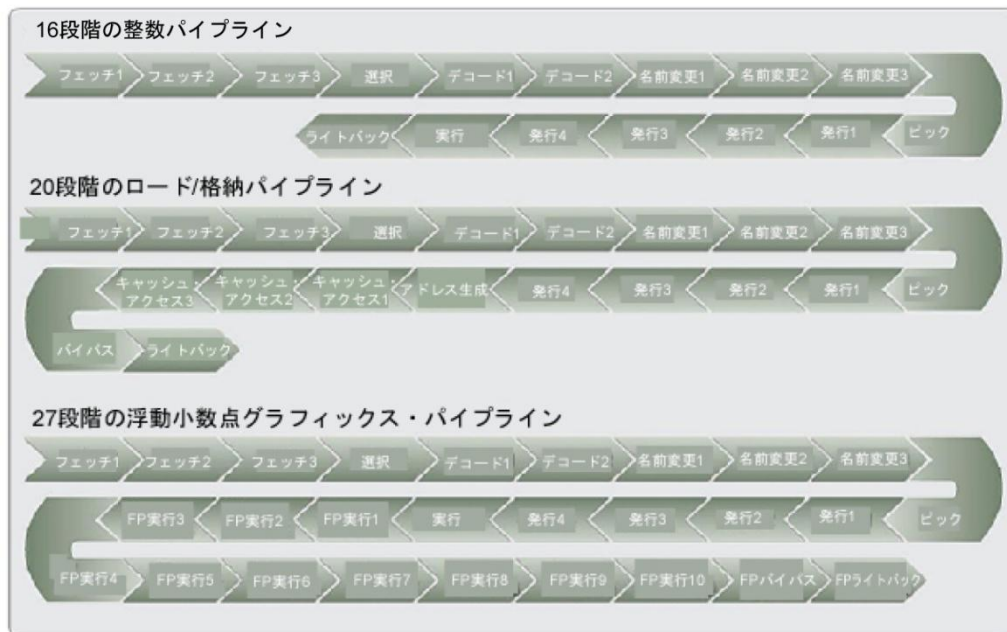 16段階の整数パイプライン
フェッチ1 フェッチ2 フェッチ3 選択 デコード1 デコード2 名前変更1 名前変更2 名前変更3
ライトバック 実行 発行4 発行3 発行2 発行1 ピック
20段階のロード/格納パイプライン
フェッチ1 フェッチ2 フェッチ3 選択 デコード1 デコード2 名前変更1 名前変更2 名前変更3
キャッシュ・アクセス3 キャッシュ・アクセス2 キャッシュ・アクセス1 アドレス生成 発行4 発行3 発行2 発行1 ピック
バイパス ライトバック
27段階の浮動小数点グラフィックス・パイプライン
フェッチ1 フェッチ2 フェッチ3 選択 デコード1 デコード2 名前変更1 名前変更2 名前変更3
FP実行3 FP実行2 FP実行1 実行 発行4 発行3 発行2 発行1 ピック
FP実行4 FP実行5 FP実行6 FP実行7 FP実行8 FP実行9 FP実行10 FPバイパス FPライトバック